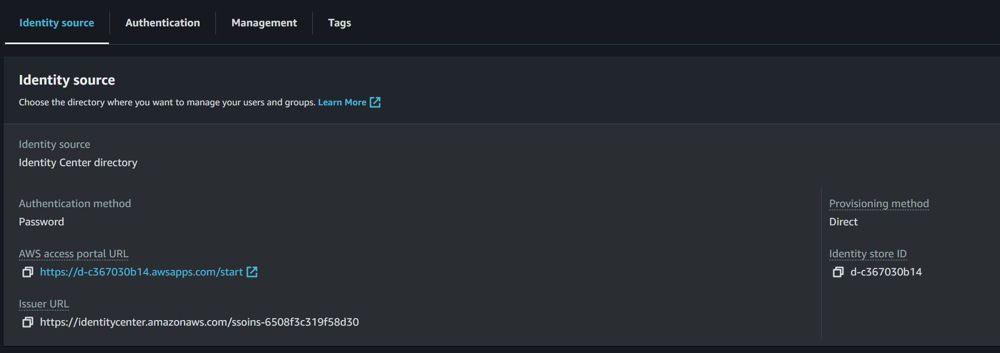 Identity source
Authentication
Management
Tags
Identity source
Choose the directory where you want to manage your users and groups. Learn More
Identity source
Identity Center directory
Authentication method
Password
AWS access portal URL
https://d-c367030b14.awsapps.com/start
Issuer URL
https://identitycenter.amazonaws.com/ssoins-6508f3c319f58d30
Provisioning method
Direct
Identity store ID
d-c367030b14